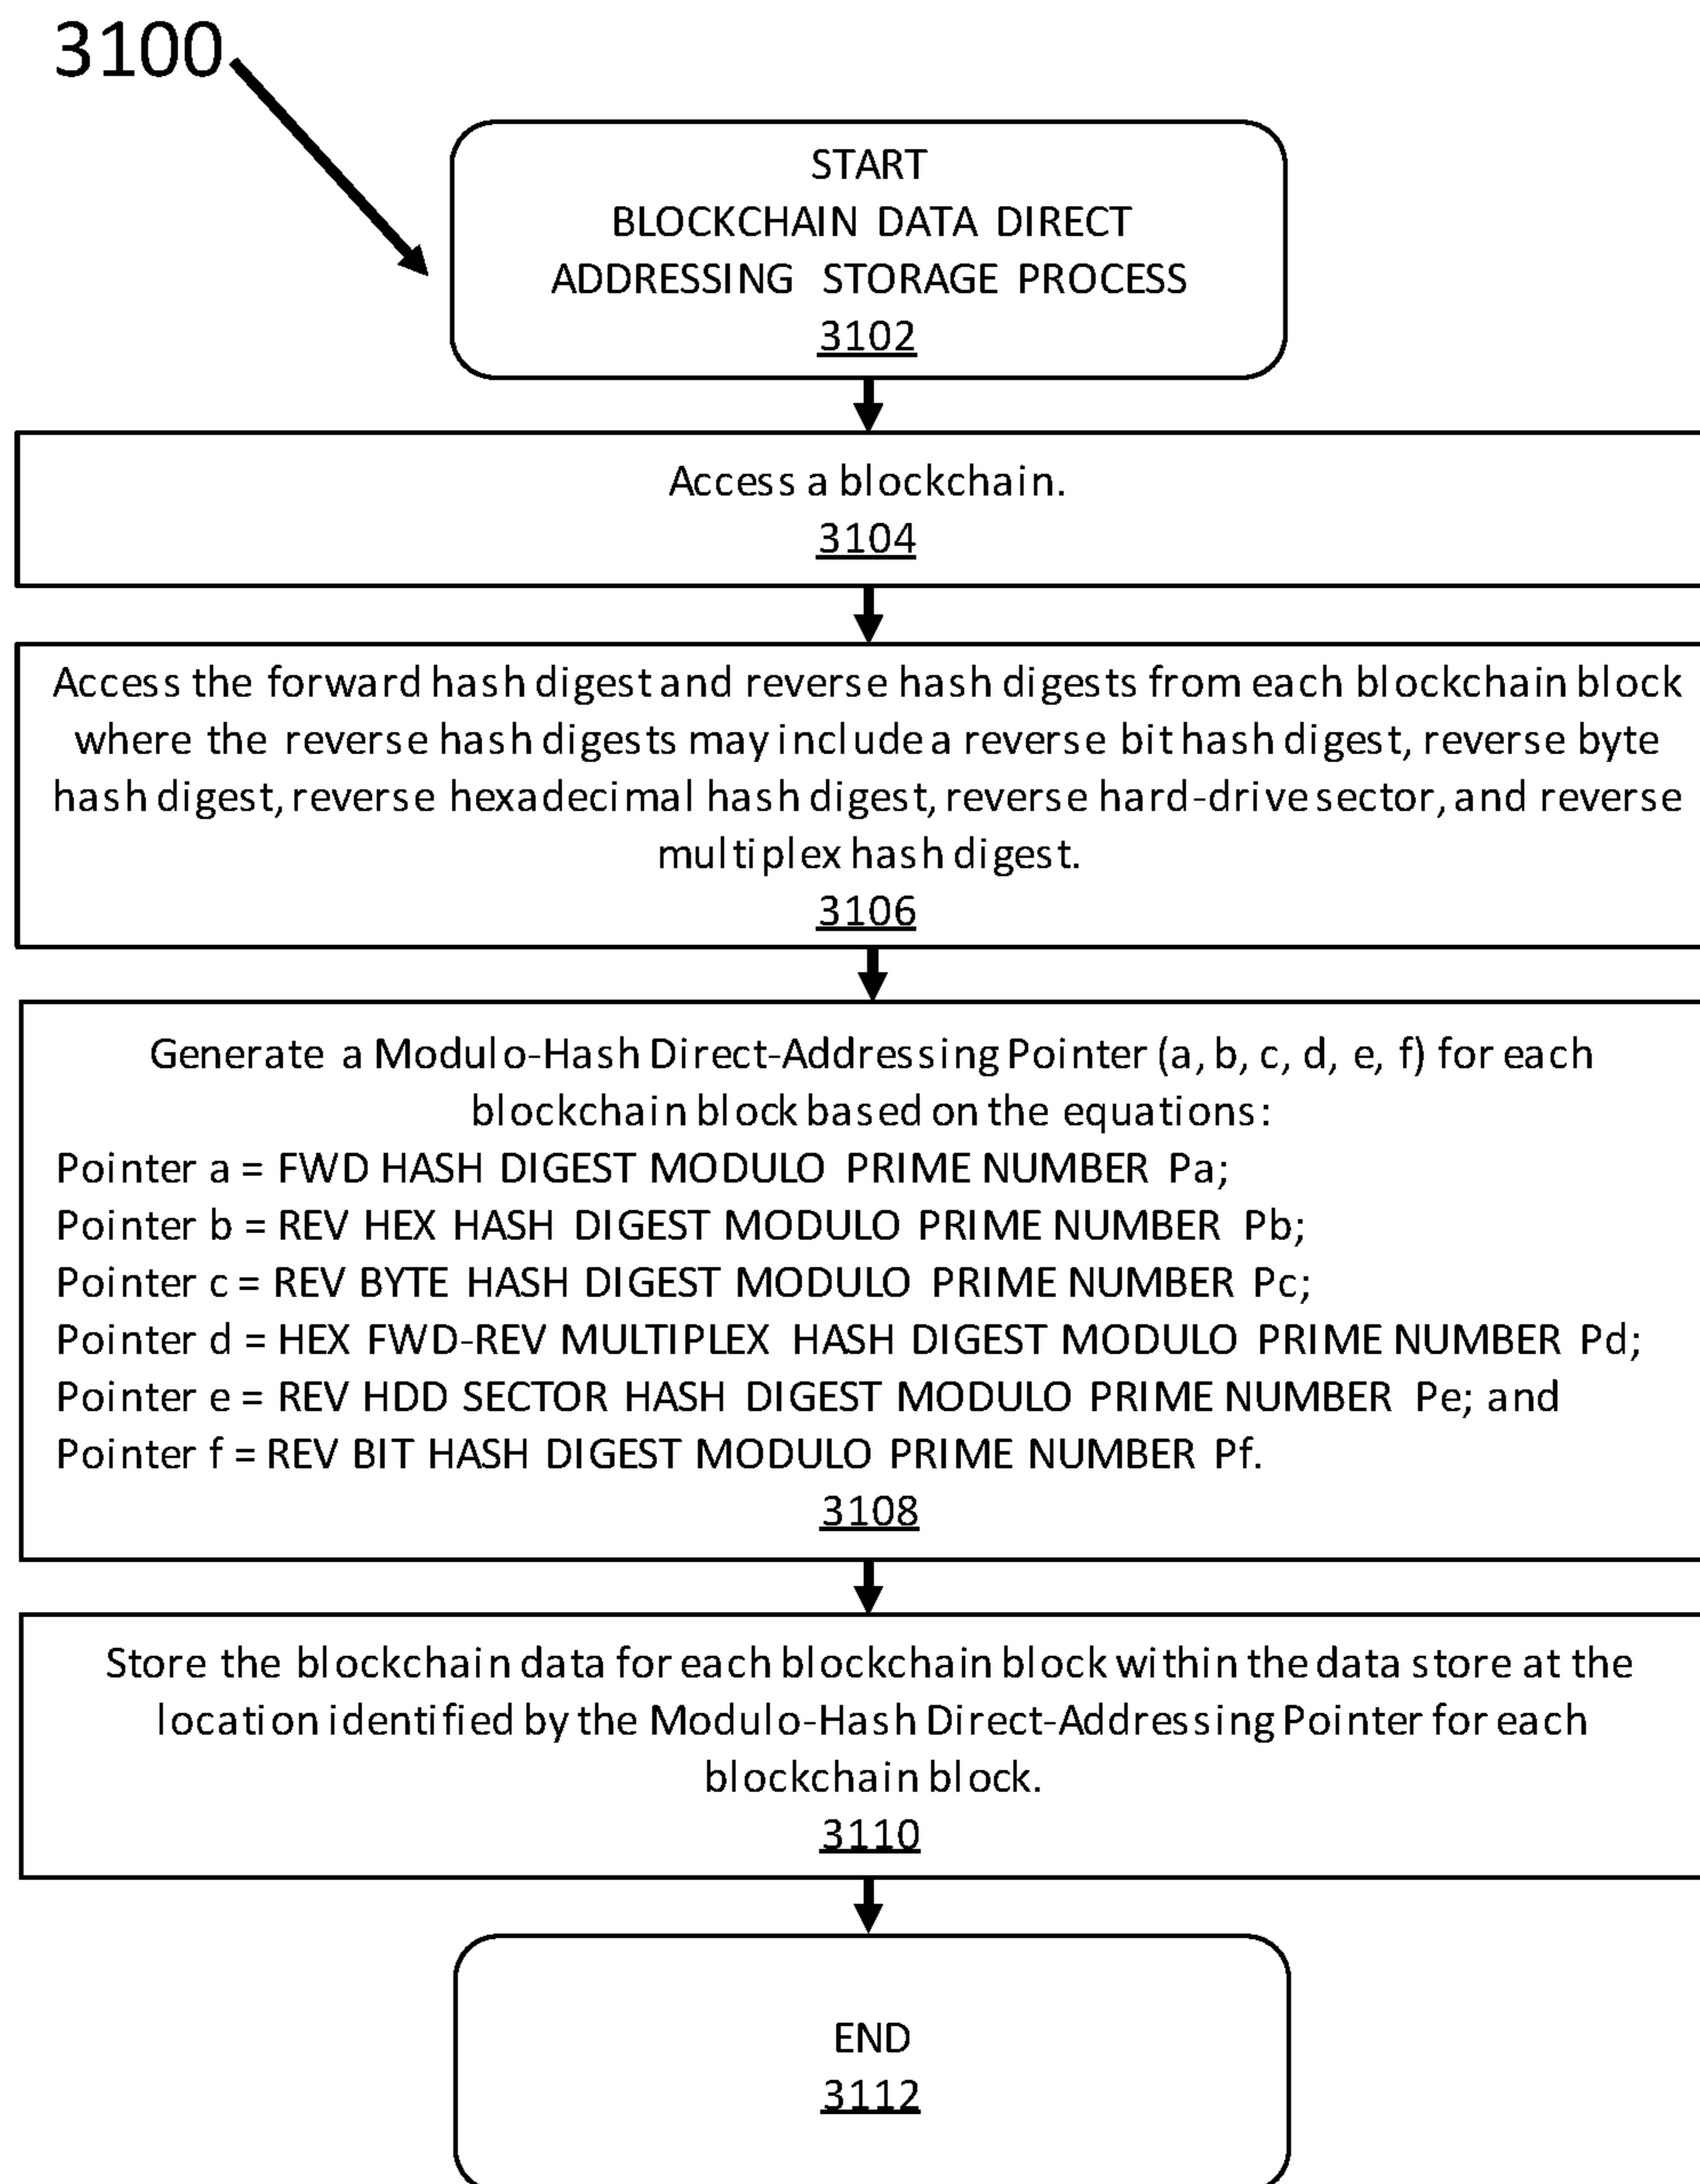 3100
START
BLOCKCHAIN DATA DIRECT
ADDRESSING STORAGE PROCESS
3102
Access a blockchain.
3104
Access the forward hash digest and reverse hash digests from each blockchain block
where the reverse hash digests may include a reverse bit hash digest, reverse byte
hash digest, reverse hexadecimal hash digest, reverse hard-drive sector, and reverse
multiplex hash digest.
3106
Generate a Modulo-Hash Direct-Addressing Pointer (a, b, c, d, e, f) for each
blockchain block based on the equations:
Pointer a = FWD HASH DIGEST MODULO PRIME NUMBER Pa;
Pointer b = REV HEX HASH DIGEST MODULO PRIME NUMBER Pb;
Pointer c = REV BYTE HASH DIGEST MODULO PRIME NUMBER Pc;
Pointer d = HEX FWD-REV MULTIPLEX HASH DIGEST MODULO PRIME NUMBER Pd;
Pointer e = REV HDD SECTOR HASH DIGEST MODULO PRIME NUMBER Pe; and
Pointer f = REV BIT HASH DIGEST MODULO PRIME NUMBER Pf.
3108
Store the blockchain data for each blockchain block within the data store at the
location identified by the Modulo-Hash Direct-Addressing Pointer for each
blockchain block.
3110
END
3112